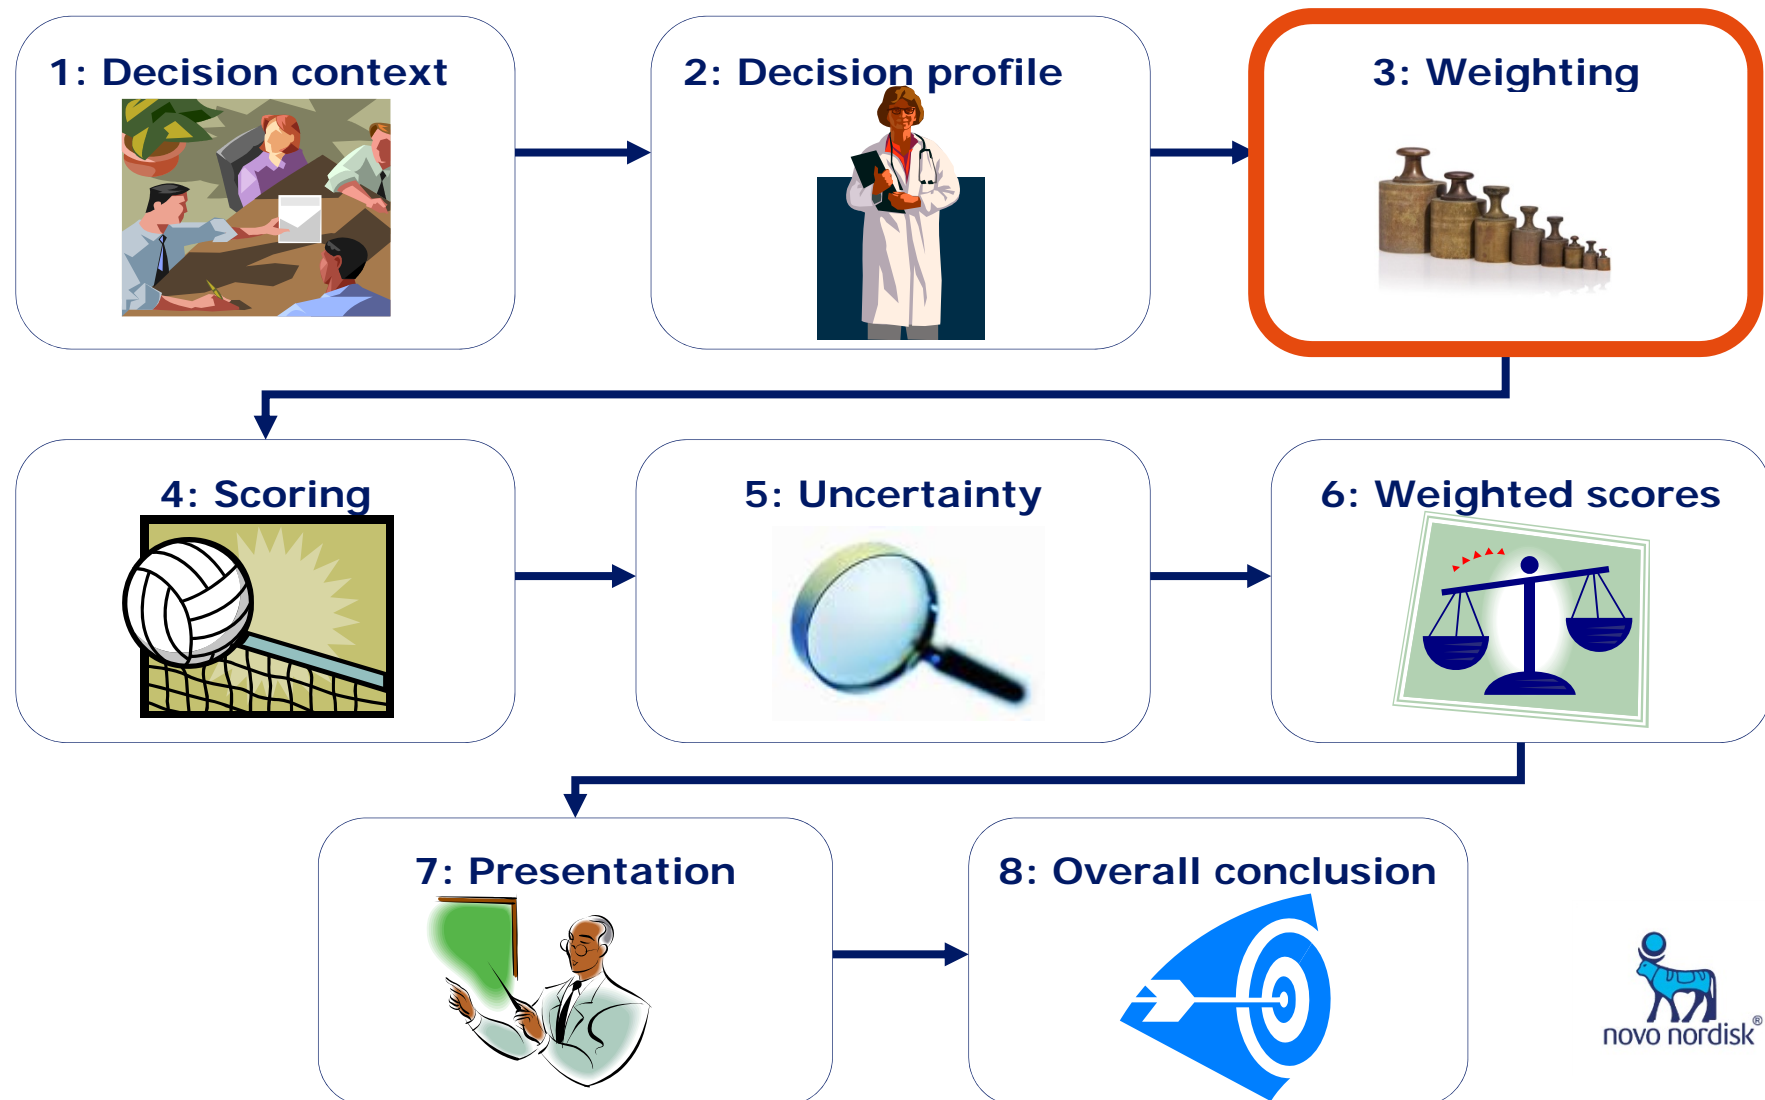 1: Decision context
2: Decision profile
3: Weighting
4: Scoring
5: Uncertainty
6: Weighted scores
7: Presentation
8: Overall conclusion
novo nordisk®